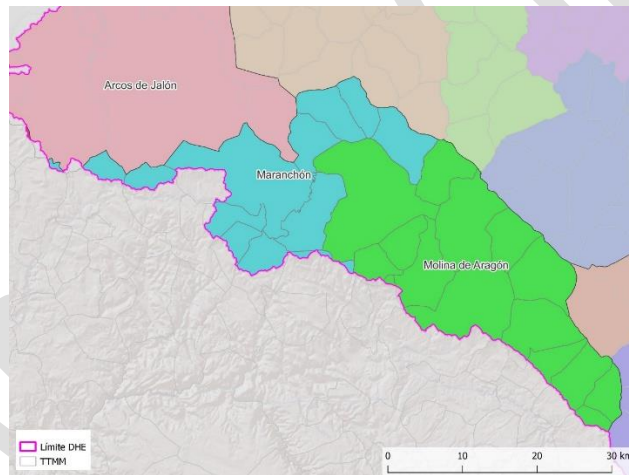 Arcos de Jalón
Maranchón
Molina de Aragón
Límite DHE
TTMM
0 10 20 30 km